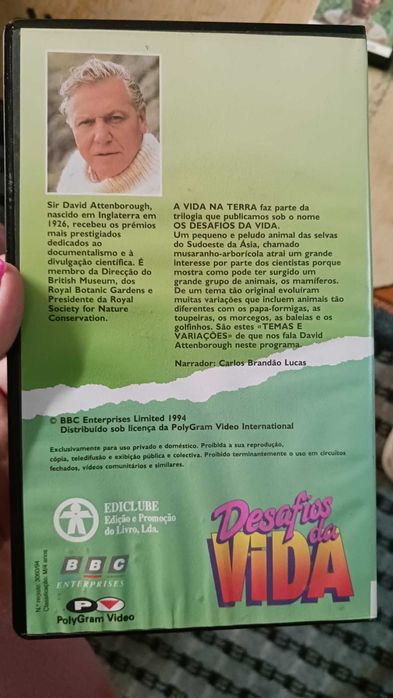 Sir David Attenborough,
nascido em Inglaterra em
1926, recebeu os prémios
mais prestigiados
dedicados ao
documentalismo e à
divulgação científica. É
membro da Direcção do
British Museum, dos
Royal Botanic Gardens e
Presidente da Royal
Society for Nature
Conservation.
A VIDA NA TERRA faz parte da
trilogia que publicamos sob o nome
OS DESAFIOS DA VIDA.
Um pequeno e peludo animal das selvas
do Sudoeste da Ásia, chamado
musaranho-arborícola atrai um grande
interesse por parte dos cientistas porque
mostra como pode ter surgido um
grande grupo de animais, os mamíferos.
De um tema tão original evoluíram
muitas variações que incluem animais tão
diferentes com os papa-formigas, as
toupeiras, os morcegos, as baleias e os
golfinhos. São estes «TEMAS E
VARIAÇÕES» de que nos fala David
Attenborough neste programa.
Narrador: Carlos Brandão Lucas
© BBC Enterprises Limited 1994
Distribuído sob licença da PolyGram Video International
Exclusivamente para uso privado e doméstico. Proibida a sua reprodução,
cópia, teledifusão e exibição pública e colectiva. Proibido terminantemente o uso em circuitos
fechados, vídeos comunitários e similares.
EDICLUBE
Edição e Promoção
do Livro, Lda.
BBC
ENTERPRISES
PV
PolyGram Video
Desafios
da
ViDA
N.º registo: 3060/94
Classificação: M/4 anos